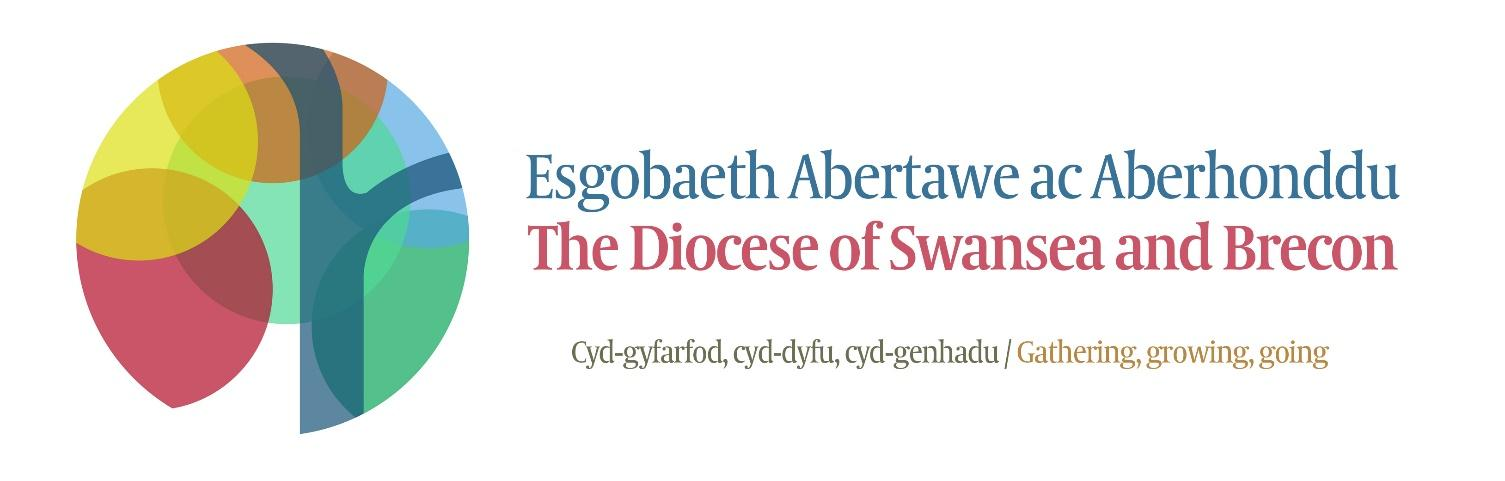 Esgobaeth Abertawe ac Aberhonddu
The Diocese of Swansea and Brecon
Cyd-gyfarfod, cyd-dyfu, cyd-genhadu / Gathering, growing, going